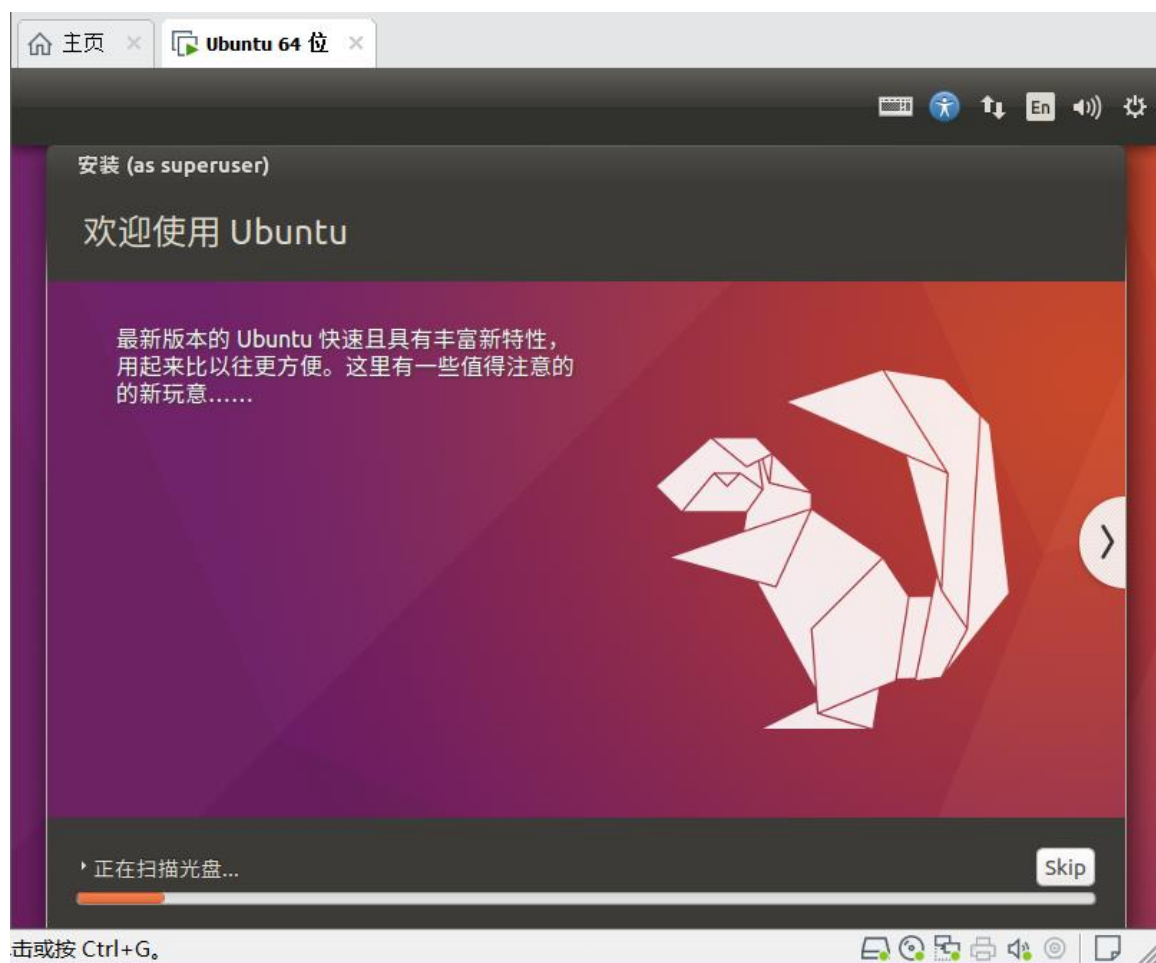 主页
Ubuntu 64 位
En
安装 (as superuser)
欢迎使用 Ubuntu
最新版本的 Ubuntu 快速且具有丰富新特性,
用起来比以往更方便。这里有一些值得注意的
的新玩意……
正在扫描光盘...
Skip
击或按 Ctrl+G。